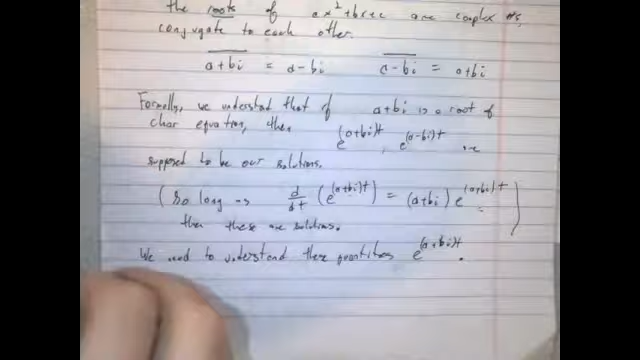 the roots of ax²+bx+c are complex #s,
conjugate to each other.
a+bi = a-bi a-bi = a+bi
Formally, we understand that if a+bi is a root of
char equation, then e^(a+bi)t, e^(a-bi)t are
supposed to be our solutions.
(So long as d/dt (e^(a+bi)t) = (a+bi) e^(a+bi)t
then these are solutions.)
We need to understand these quantities e^(a+bi)t.